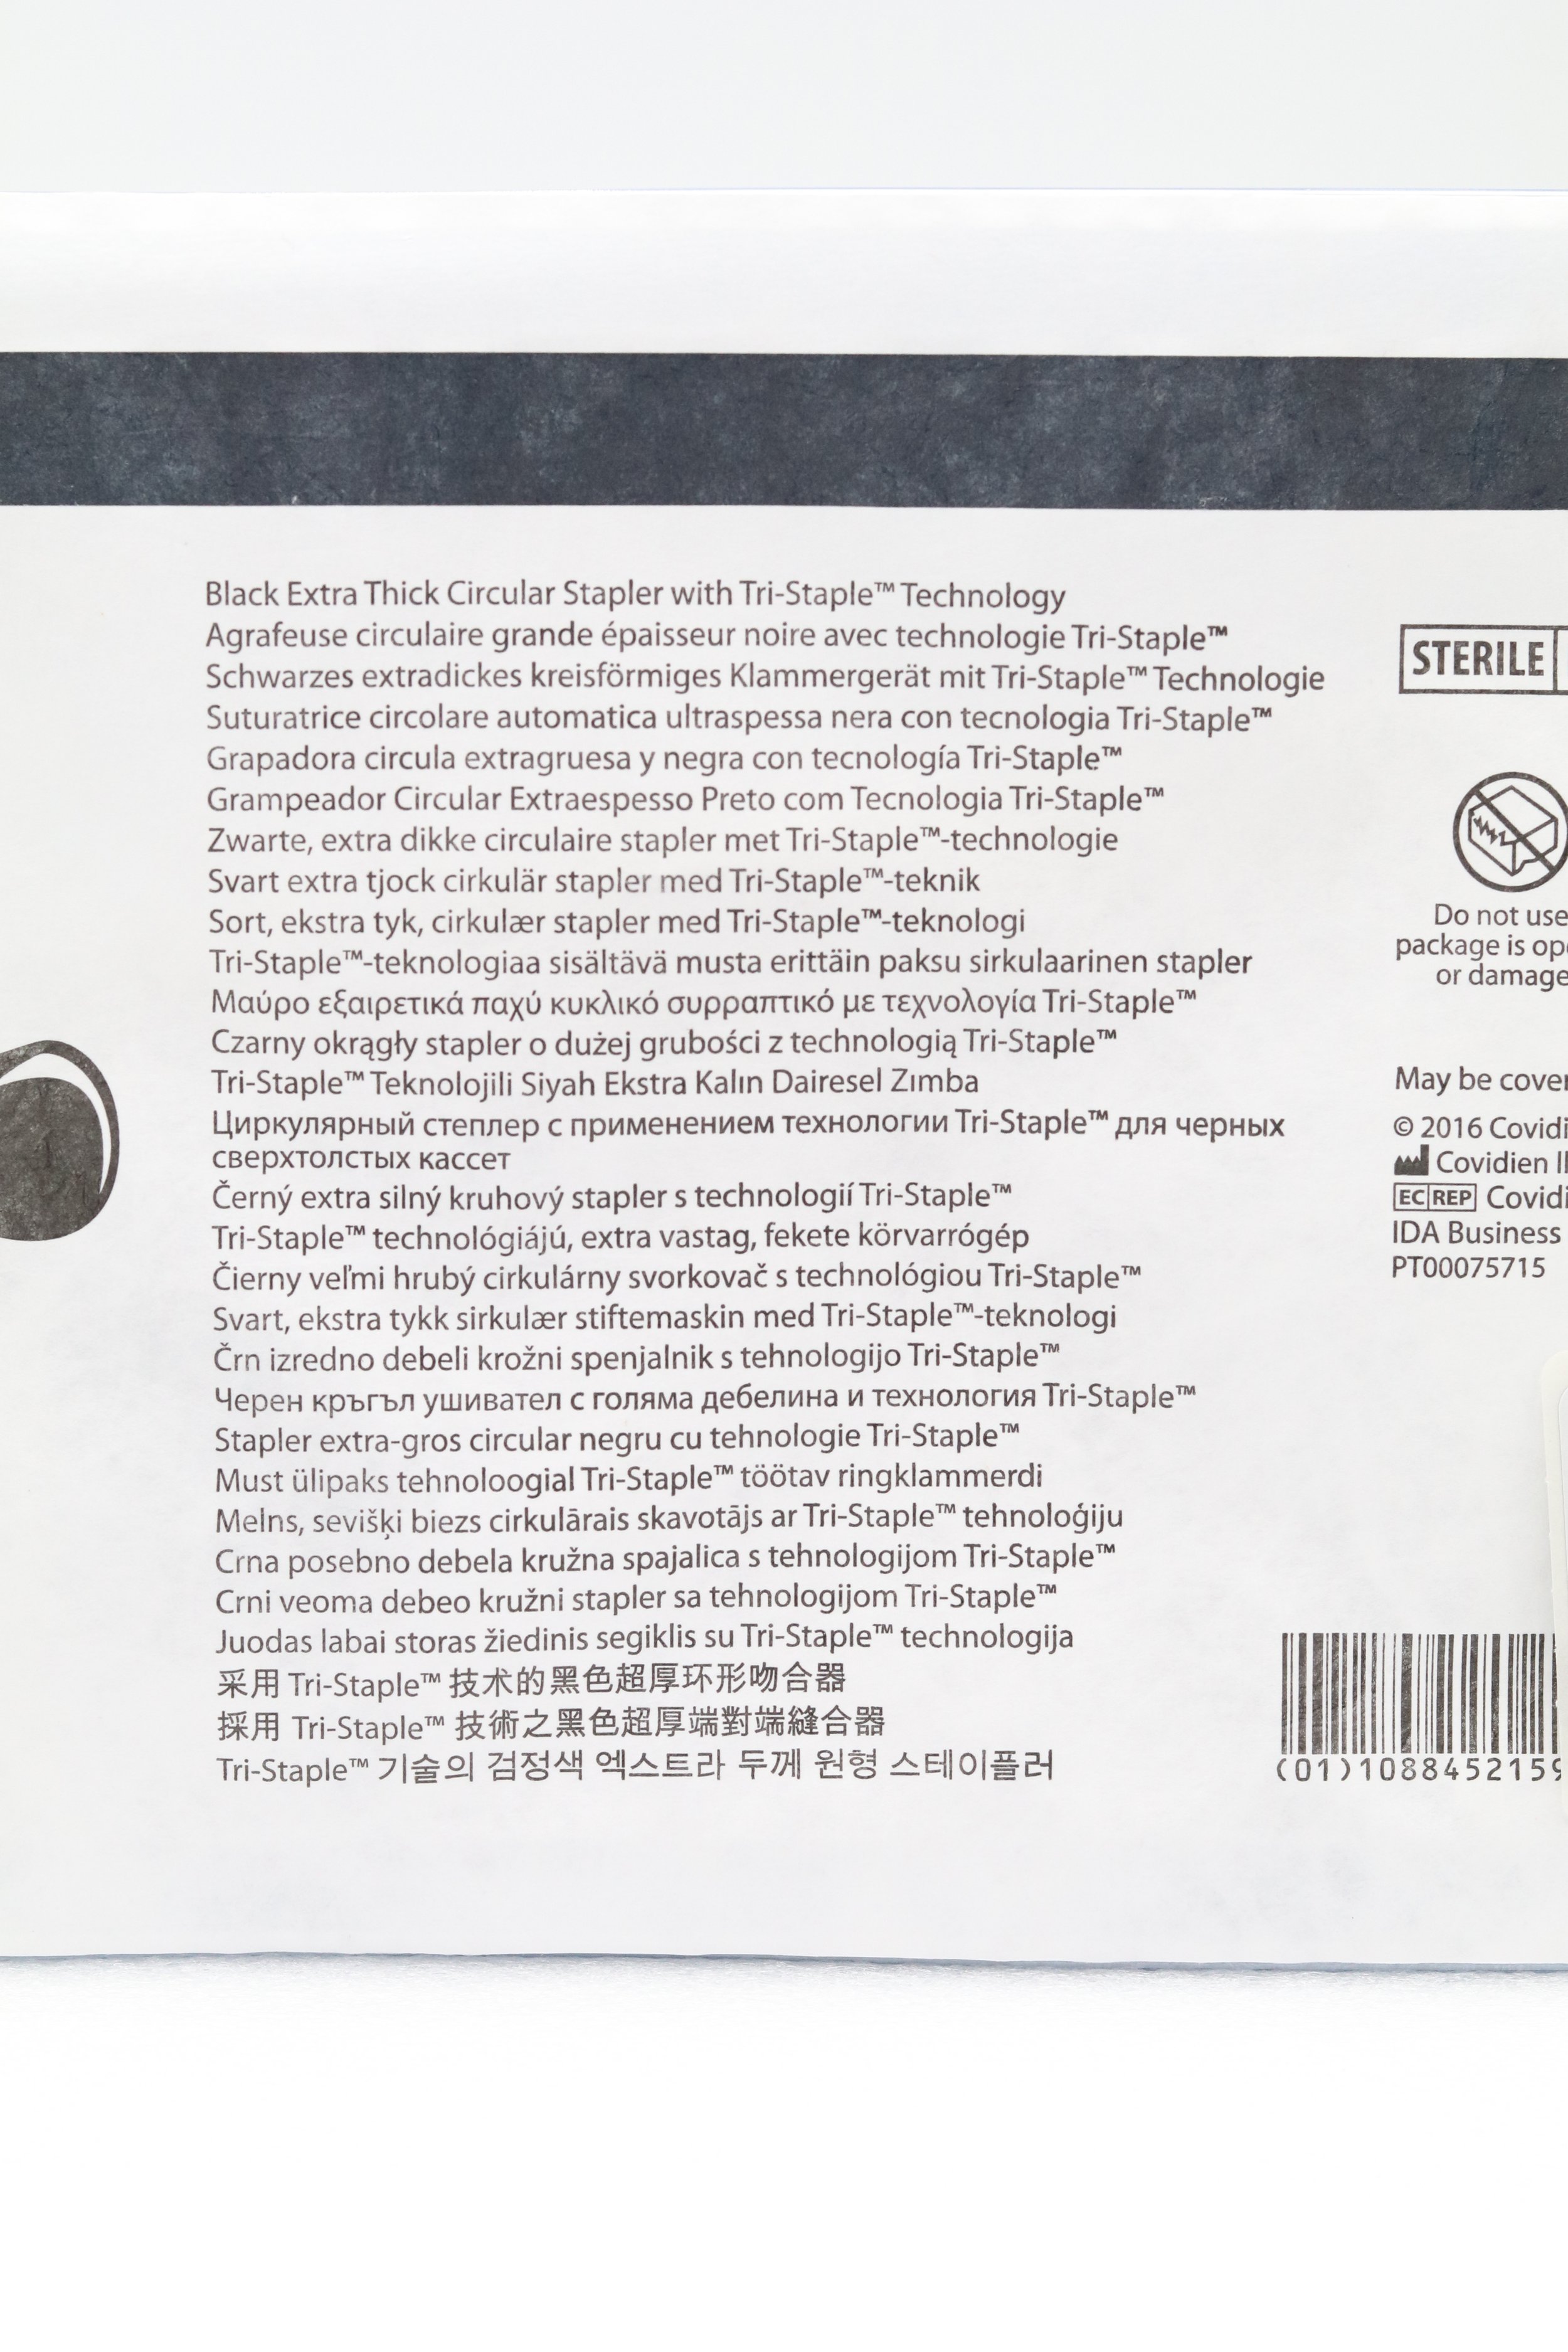 Black Extra Thick Circular Stapler with Tri-Staple™ Technology
Agrafeuse circulaire grande épaisseur noire avec technologie Tri-Staple™
Schwarzes extradickes kreisförmiges Klammergerät mit Tri-Staple™ Technologie
Suturatrice circolare automatica ultraspessa nera con tecnologia Tri-Staple™
Grapadora circula extragruesa y negra con tecnología Tri-Staple™
Grampeador Circular Extraespesso Preto com Tecnologia Tri-Staple™
Zwarte, extra dikke circulaire stapler met Tri-Staple™-technologie
Svart extra tjock cirkulär stapler med Tri-Staple™-teknik
Sort, ekstra tyk, cirkulær stapler med Tri-Staple™-teknologi
Tri-Staple™-teknologiaa sisältävä musta erittäin paksu sirkulaarinen stapler
Μαύρο εξαιρετικά παχύ κυκλικό συρραπτικό με τεχνολογία Tri-Staple™
Czarny okrągły stapler o dużej grubości z technologią Tri-Staple™
Tri-Staple™ Teknolojili Siyah Ekstra Kalın Dairesel Zımba
Циркулярный степлер с применением технологии Tri-Staple™ для черных
сверхтолстых кассет
Černý extra silný kruhový stapler s technologií Tri-Staple™
Tri-Staple™ technológiájú, extra vastag, fekete körvarrógép
Čierny veľmi hrubý cirkulárny svorkovač s technológiou Tri-Staple™
Svart, ekstra tykk sirkulær stiftemaskin med Tri-Staple™-teknologi
Črn izredno debeli krožni spenjalnik s tehnologijo Tri-Staple™
Черен кръгъл ушивател с голяма дебелина и технология Tri-Staple™
Stapler extra-gros circular negru cu tehnologie Tri-Staple™
Must ülipaks tehnoloogial Tri-Staple™ töötav ringklammerdi
Melns, sevišķi biezs cirkulārais skavotājs ar Tri-Staple™ tehnoloģiju
Crna posebno debela kružna spajalica s tehnologijom Tri-Staple™
Crni veoma debeo kružni stapler sa tehnologijom Tri-Staple™
Juodas labai storas žiedinis segiklis su Tri-Staple™ technologija
采用 Tri-Staple™ 技术的黑色超厚环形吻合器
採用 Tri-Staple™ 技術之黑色超厚端對端縫合器
Tri-Staple™ 기술의 검정색 엑스트라 두께 원형 스테이플러
STERILE
Do not use
package is
or
May be
© 2016
Covidien
EC REP
IDA Business
PT00075715
(01)1088452159